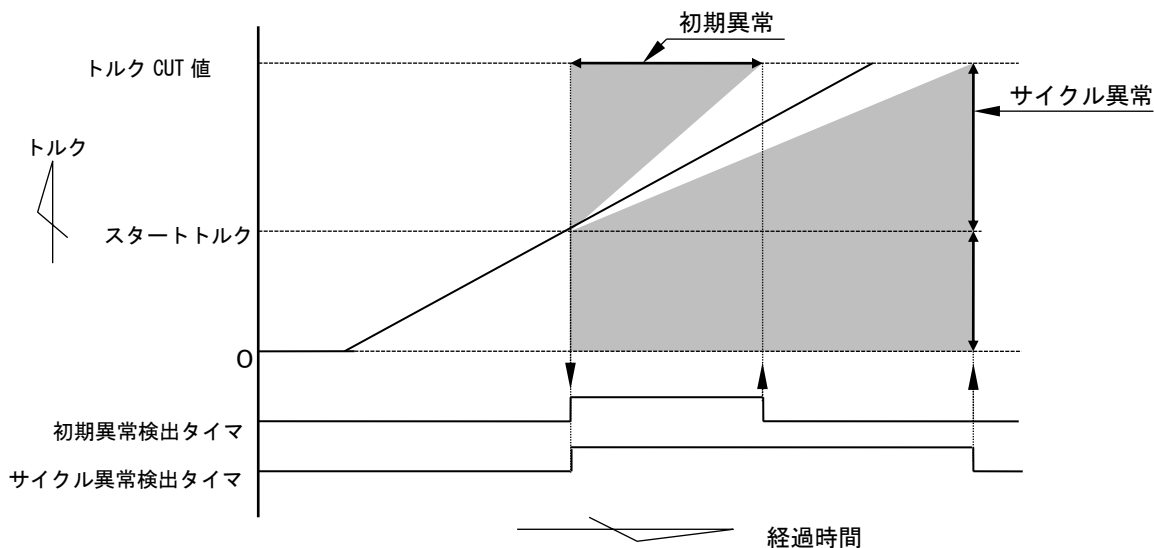 初期異常
トルク CUT 値
サイクル異常
トルク
スタートトルク
0
初期異常検出タイマ
サイクル異常検出タイマ
経過時間